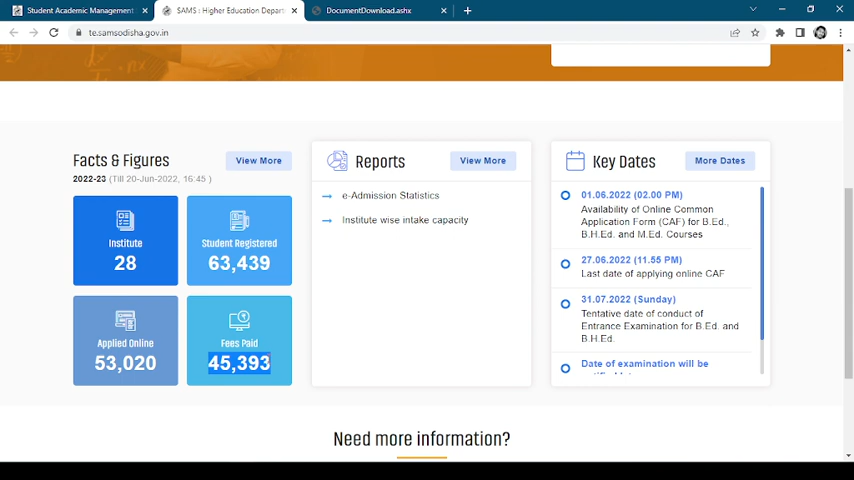 Student Academic Management
SAMS : Higher Education Depart
DocumentDownload.ashx
te.samsodisha.gov.in
Facts & Figures
View More
2022-23 (Till 20-Jun-2022, 16:45 )
Institute
28
Student Registered
63,439
Applied Online
53,020
Fees Paid
45,393
Reports
View More
e-Admission Statistics
Institute wise intake capacity
Key Dates
More Dates
01.06.2022 (02.00 PM)
Availability of Online Common
Application Form (CAF) for B.Ed.,
B.H.Ed. and M.Ed. Courses
27.06.2022 (11.55 PM)
Last date of applying online CAF
31.07.2022 (Sunday)
Tentative date of conduct of
Entrance Examination for B.Ed. and
B.H.Ed.
Date of examination will be
Need more information?